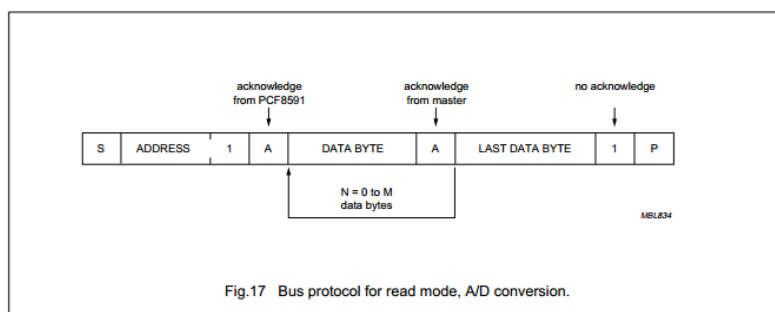 acknowledge
from PCF8591
acknowledge
from master
no acknowledge
S ADDRESS 1 A DATA BYTE A LAST DATA BYTE 1 P
N = 0 to M
data bytes
MBL834
Fig.17 Bus protocol for read mode, A/D conversion.